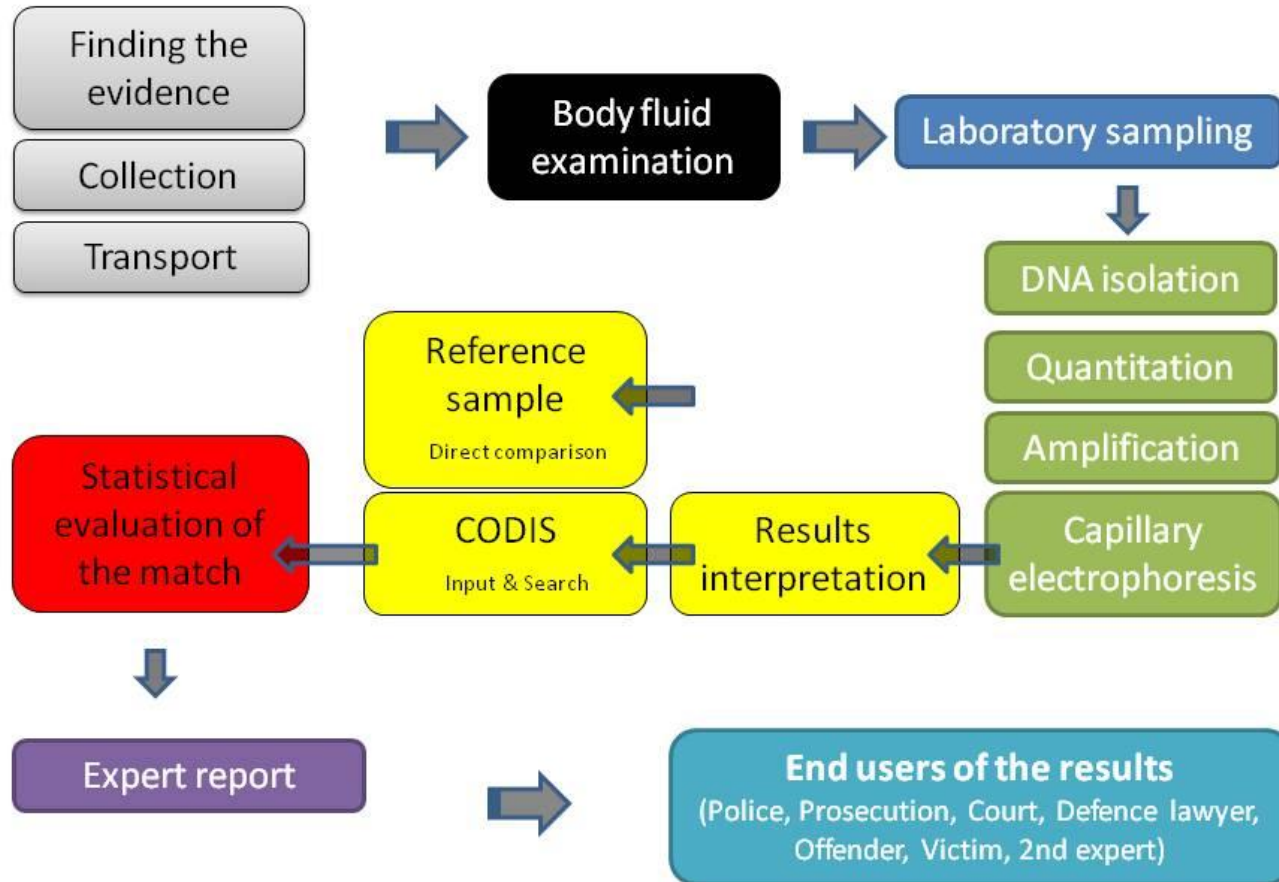 Finding the
evidence
Collection
Transport
Body fluid
examination
Laboratory sampling
DNA isolation
Quantitation
Amplification
Capillary
electrophoresis
Results
interpretation
Reference
sample
Direct comparison
CODIS
Input & Search
Statistical
evaluation of
the match
Expert report
End users of the results
(Police, Prosecution, Court, Defence lawyer,
Offender, Victim, 2nd expert)